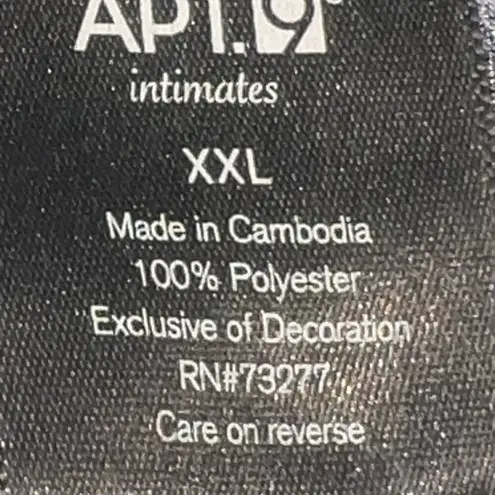 APT.9®
intimates
XXL
Made in Cambodia
100% Polyester
Exclusive of Decoration
RN#73277
Care on reverse